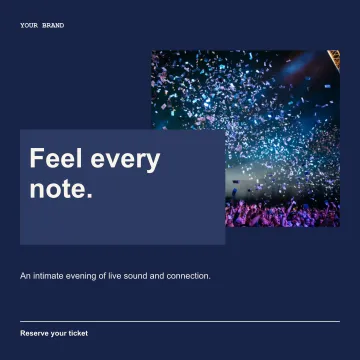 YOUR BRAND
Feel every
note.
An intimate evening of live sound and connection.
Reserve your ticket